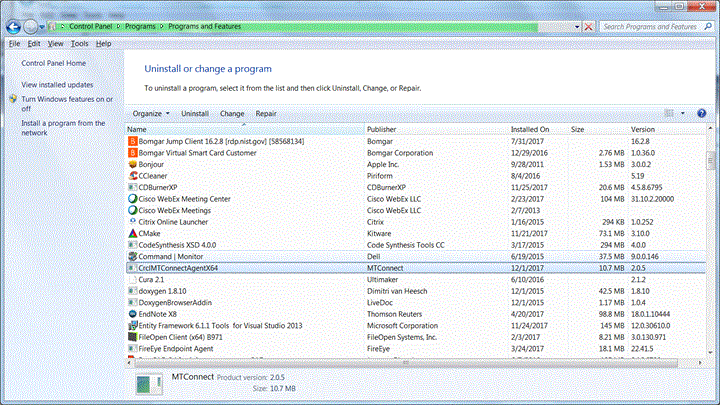 Control Panel Programs Programs and Features Search Programs and Features
File Edit View Tools Help
Control Panel Home
View installed updates
Turn Windows features on or off
Install a program from the network
Uninstall or change a program
To uninstall a program, select it from the list and then click Uninstall, Change, or Repair.
Organize Uninstall Change Repair
Name Publisher Installed On Size Version
Bomgar Jump Client 16.2.8 [rdp.nist.gov] [58568134] Bomgar 7/31/2017 16.2.8
Bomgar Virtual Smart Card Customer Bomgar Corporation 12/29/2016 2.76 MB 1.0.36.0
Bonjour Apple Inc. 9/28/2011 1.53 MB 3.0.0.2
CCleaner Piriform 8/4/2016 5.19
CDBurnerXP CDBurnerXP 11/25/2017 20.6 MB 4.5.8.6795
Cisco WebEx Meeting Center Cisco WebEx LLC 2/23/2017 104 MB 31.10.2.20000
Cisco WebEx Meetings Cisco WebEx LLC 2/7/2013
Citrix Online Launcher Citrix 1/16/2015 294 KB 1.0.252
CMake Kitware 11/21/2017 73.1 MB 3.10.0
CodeSynthesis XSD 4.0.0 Code Synthesis Tools CC 3/17/2015 294 MB 4.0.0
Command | Monitor Dell 6/19/2015 37.5 MB 9.0.0.146
CrclMTConnectAgentX64 MTConnect 12/1/2017 10.7 MB 2.0.5
Cura 2.1 Ultimaker 6/10/2016 2.1.2
doxygen 1.8.10 Dimitri van Heesch 12/1/2015 42.5 MB 1.8.10
DoxygenBrowserAddin LiveDoc 12/1/2015 1.17 MB 1.0.4
EndNote X8 Thomson Reuters 4/20/2017 98.8 MB 18.0.1.10444
Entity Framework 6.1.1 Tools for Visual Studio 2013 Microsoft Corporation 11/24/2017 145 MB 12.0.30610.0
FileOpen Client (x64) B971 FileOpen Systems, Inc. 2/3/2017 8.21 MB 3.0.130.971
FireEye Endpoint Agent FireEye 3/24/2017 18.1 MB 22.41.5
MTConnect Product version: 2.0.5
Size: 10.7 MB